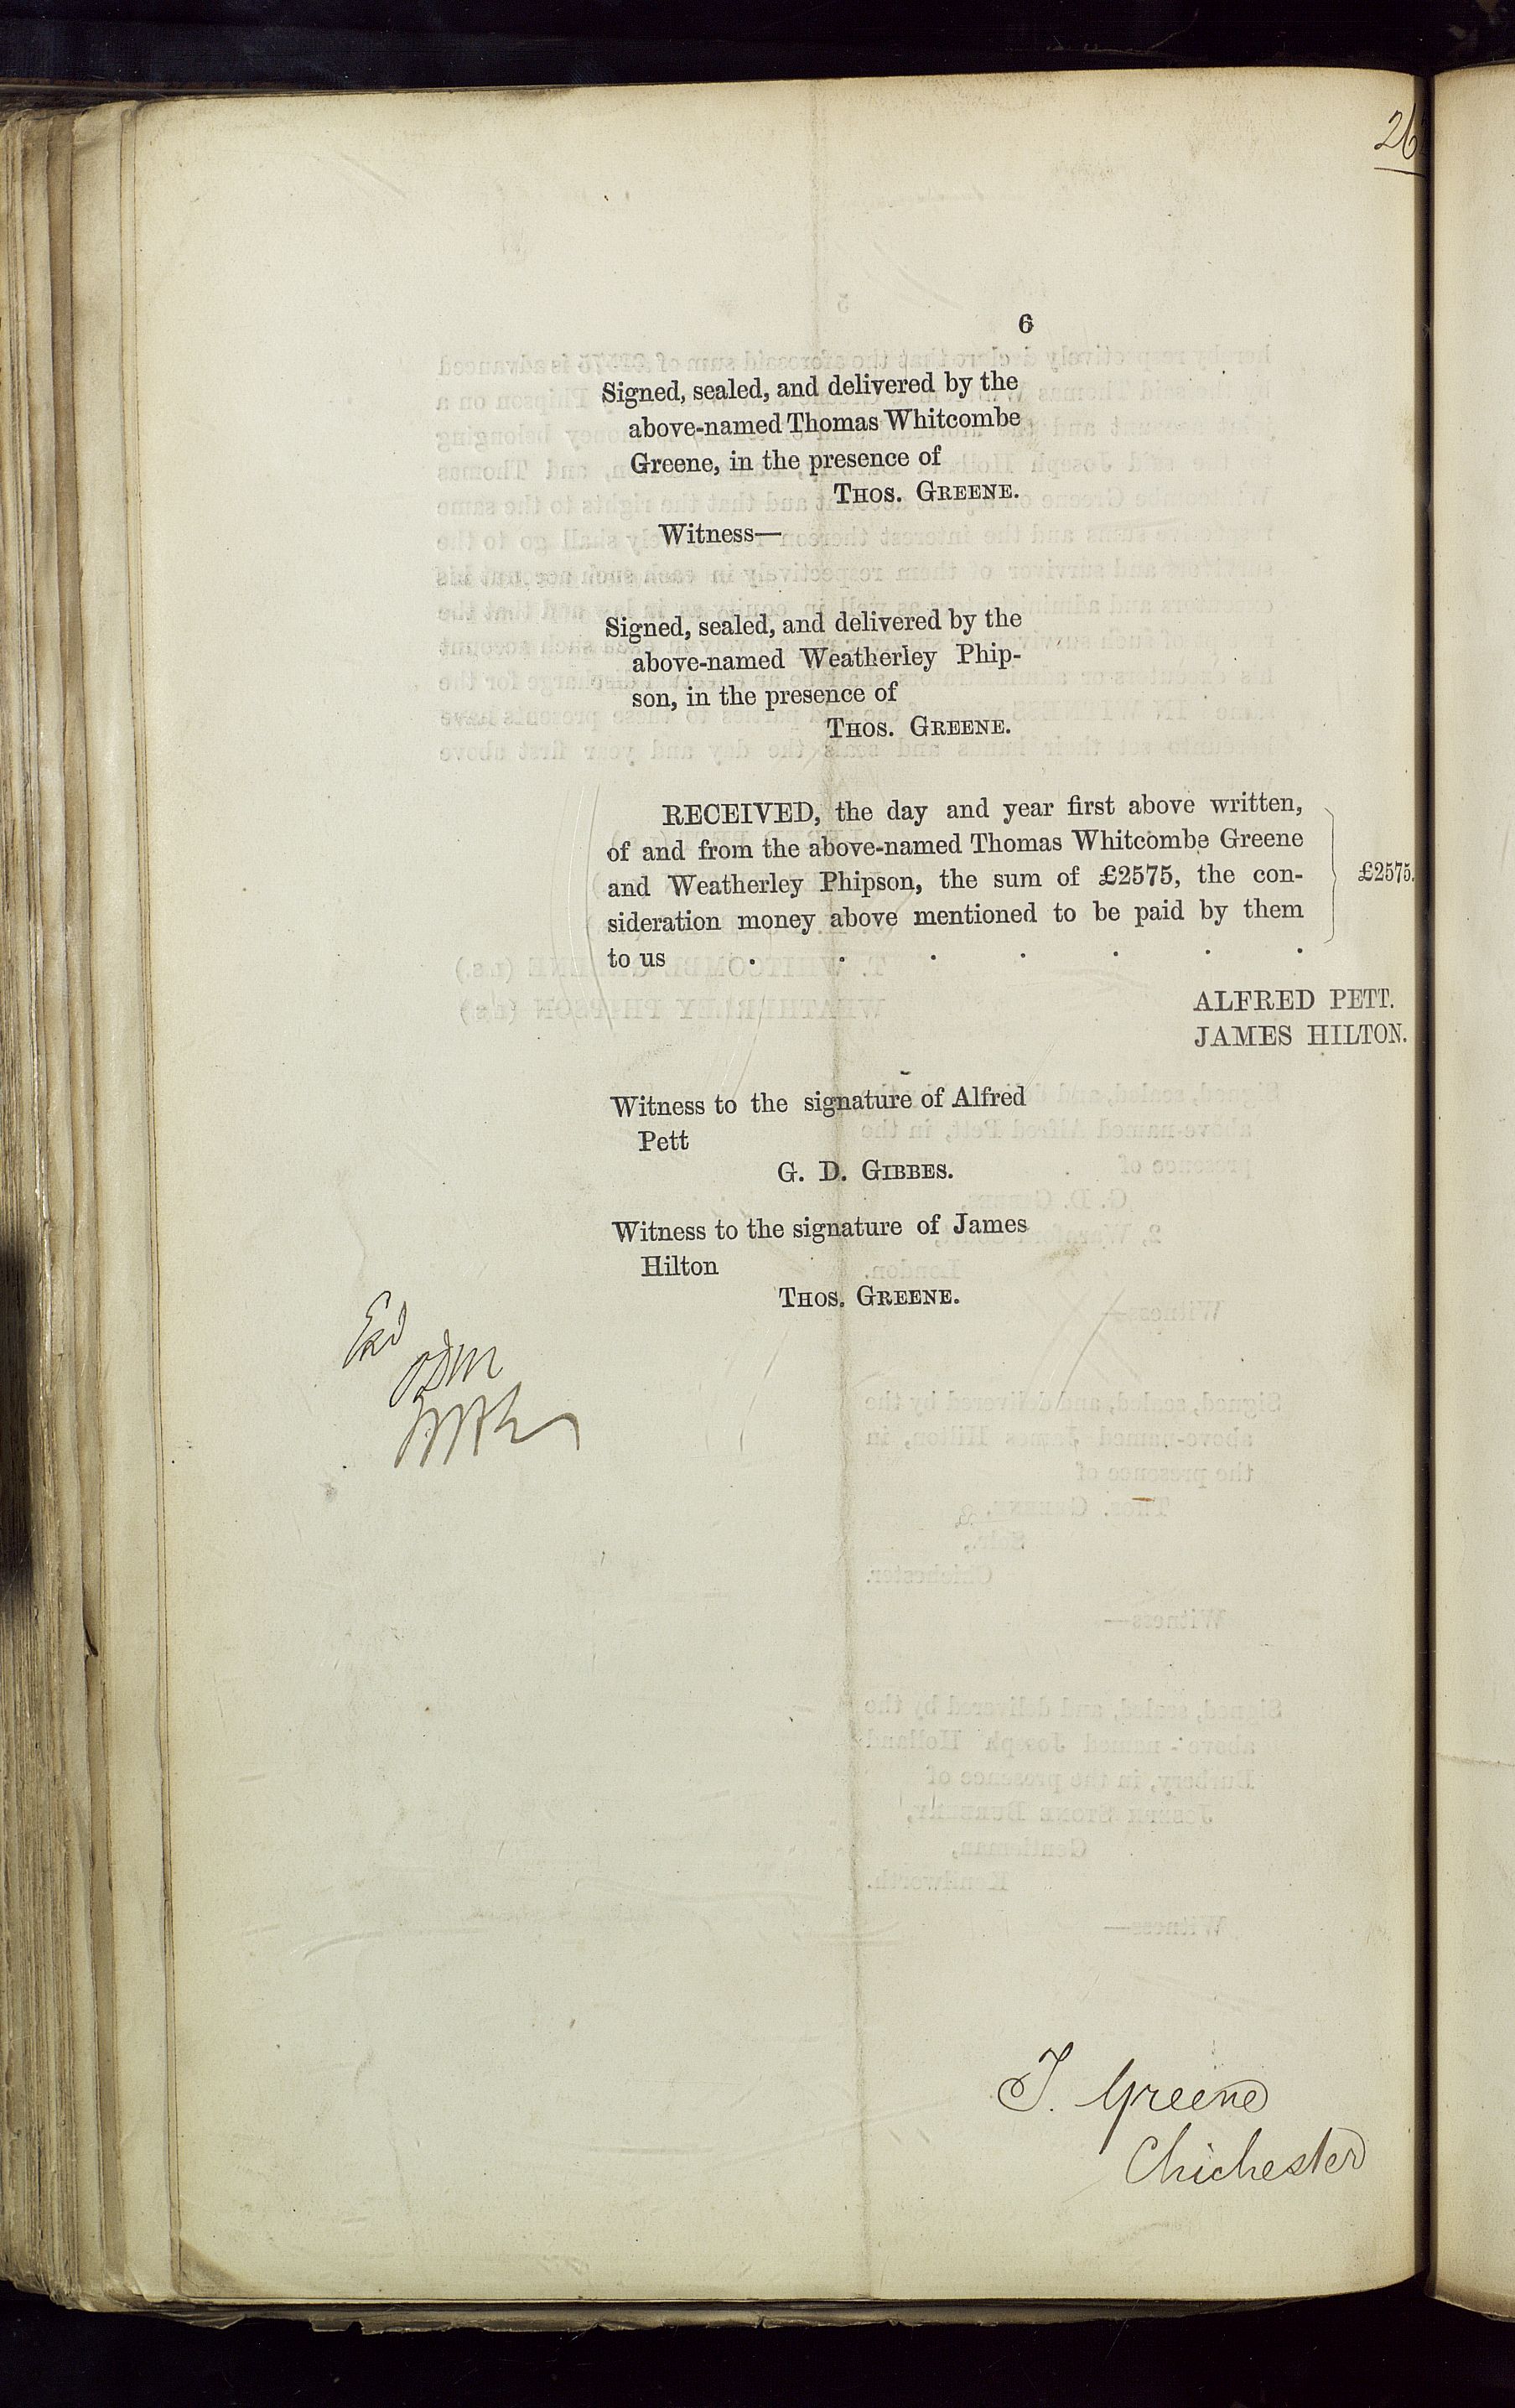 6
Signed, sealed, and delivered by the
above-named Thomas Whitcombe
Greene, in the presence of
THOS. GREENE.
Witness—
Signed, sealed, and delivered by the
above-named Weatherley Phip-
son, in the presence of
THOS. GREENE.
RECEIVED, the day and year first above written,
of and from the above-named Thomas Whitcombe Greene
and Weatherley Phipson, the sum of £2575, the con-
sideration money above mentioned to be paid by them
to us . . . . . . .
£2575.
ALFRED PETT.
JAMES HILTON.
Witness to the signature of Alfred
Pett
G. D. GIBBES.
Witness to the signature of James
Hilton
THOS. GREENE.
T. Greene
Chichester